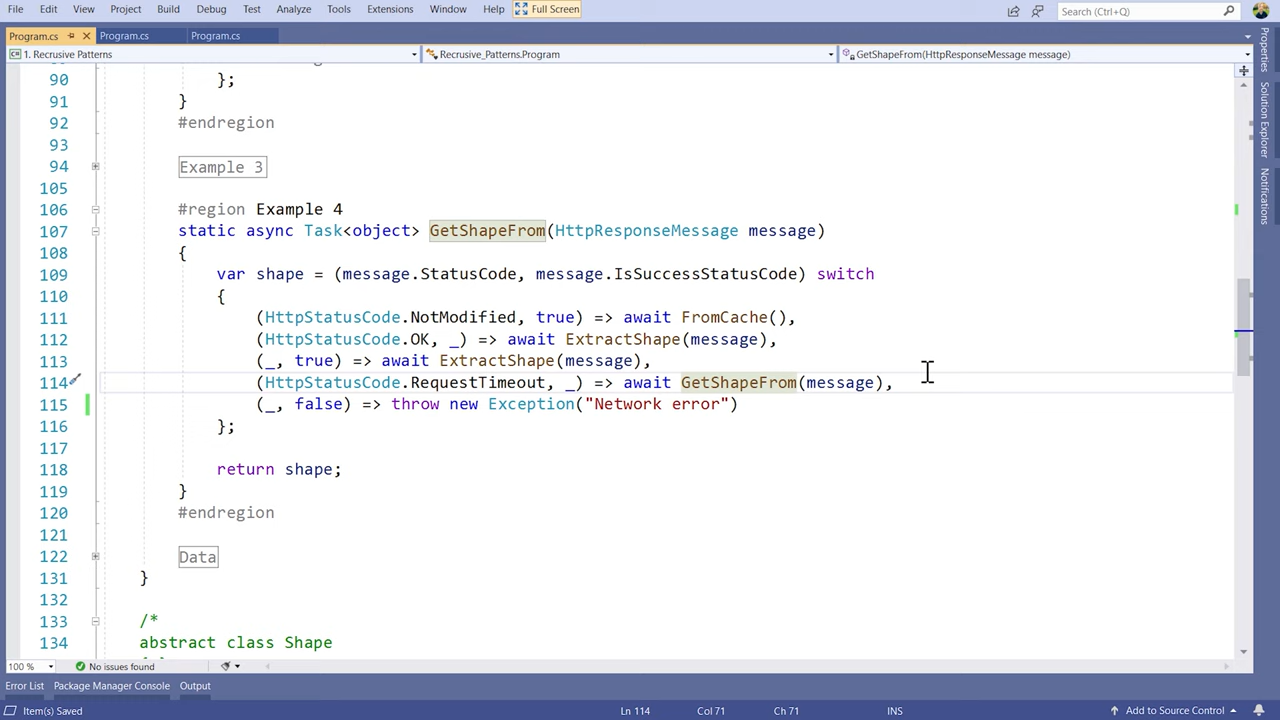 File Edit View Project Build Debug Test Analyze Tools Extensions Window Help Full Screen Search (Ctrl+Q)
Program.cs Program.cs Program.cs
1. Recrusive Patterns Recrusive_Patterns.Program GetShapeFrom(HttpResponseMessage message)
90 };
91 }
92 #endregion
93
94 Example 3
105
106 #region Example 4
107 static async Task<object> GetShapeFrom(HttpResponseMessage message)
108 {
109 var shape = (message.StatusCode, message.IsSuccessStatusCode) switch
110 {
111 (HttpStatusCode.NotModified, true) => await FromCache(),
112 (HttpStatusCode.OK, _) => await ExtractShape(message),
113 (_, true) => await ExtractShape(message),
114 (HttpStatusCode.RequestTimeout, _) => await GetShapeFrom(message),
115 (_, false) => throw new Exception("Network error")
116 };
117
118 return shape;
119 }
120 #endregion
121
122 Data
131 }
132
133 /*
134 abstract class Shape
Properties
Solution Explorer
Notifications
100 % No issues found
Error List Package Manager Console Output
Item(s) Saved Ln 114 Col 71 Ch 71 INS Add to Source Control